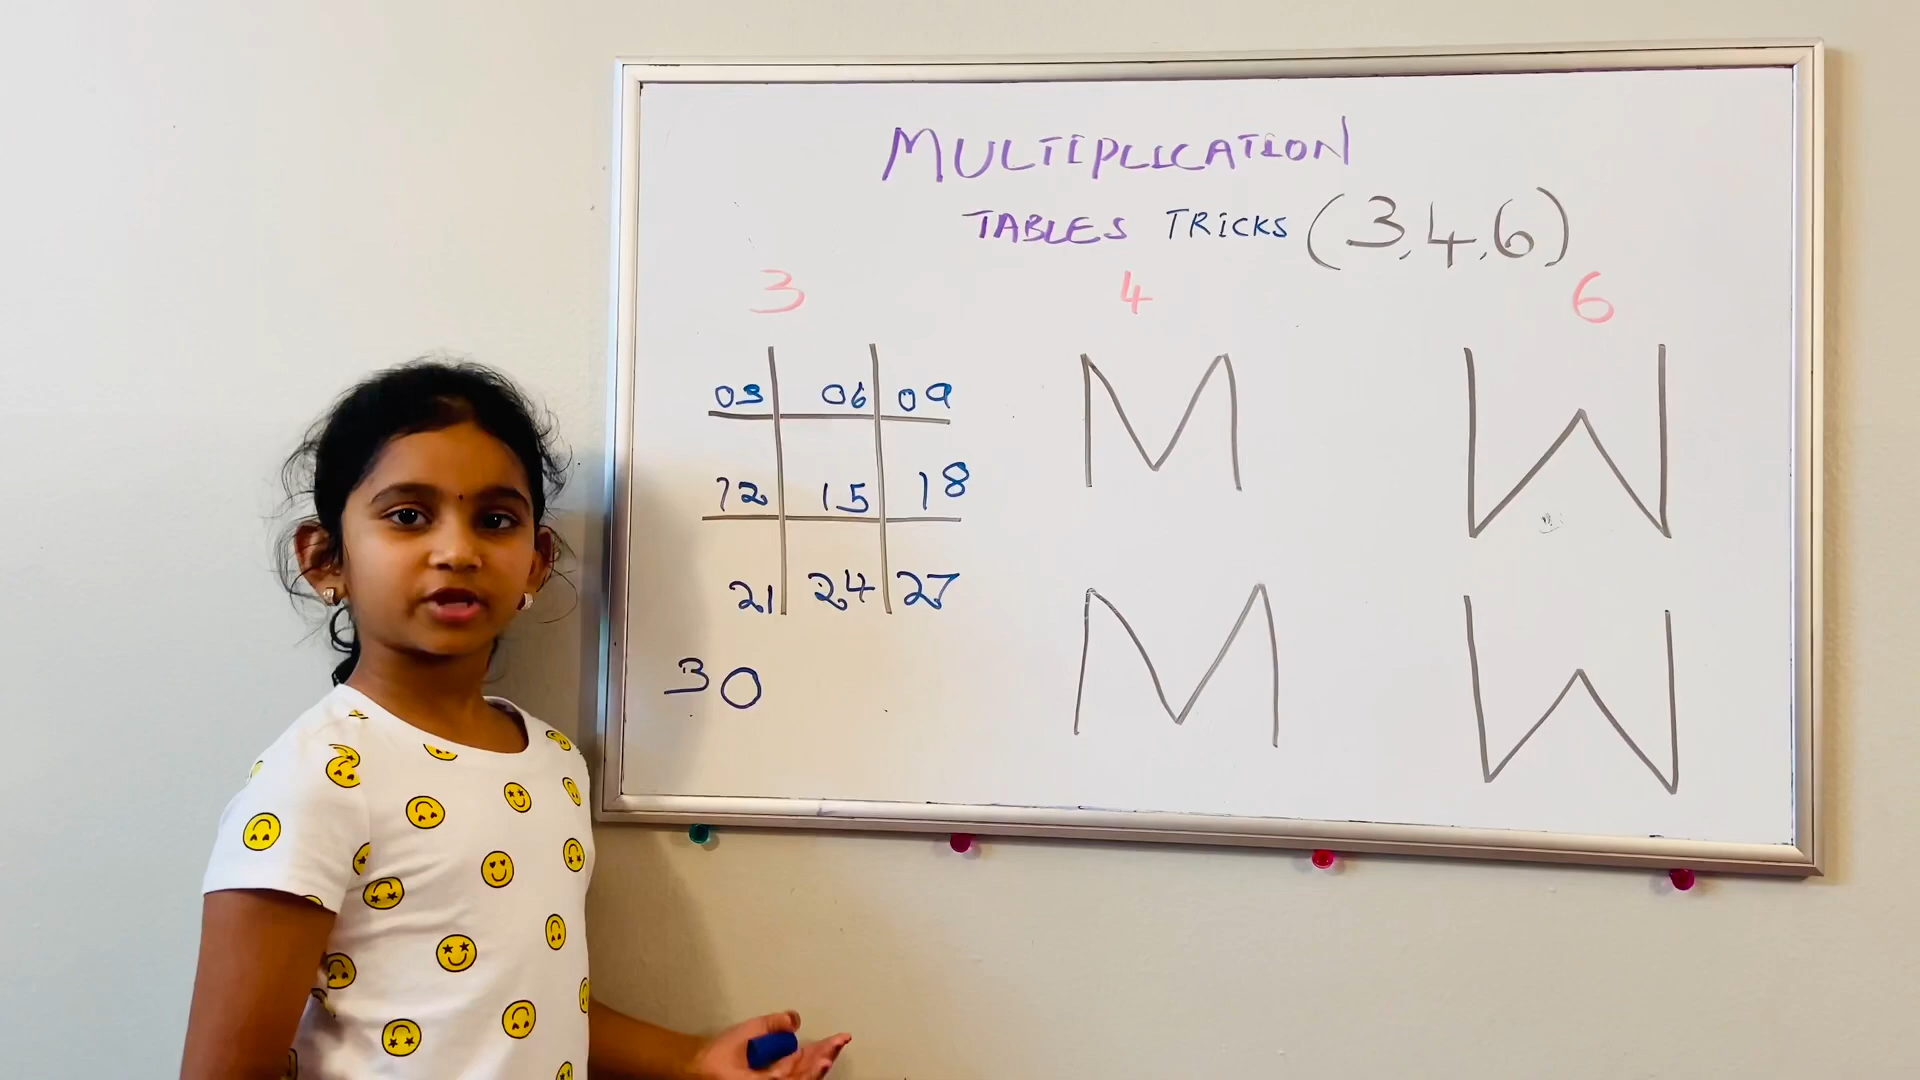 MULTIPLICATION
TABLES TRICKS (3,4,6)
3 4 6
03 06 09
12 15 18
21 24 27
30
M W
M W